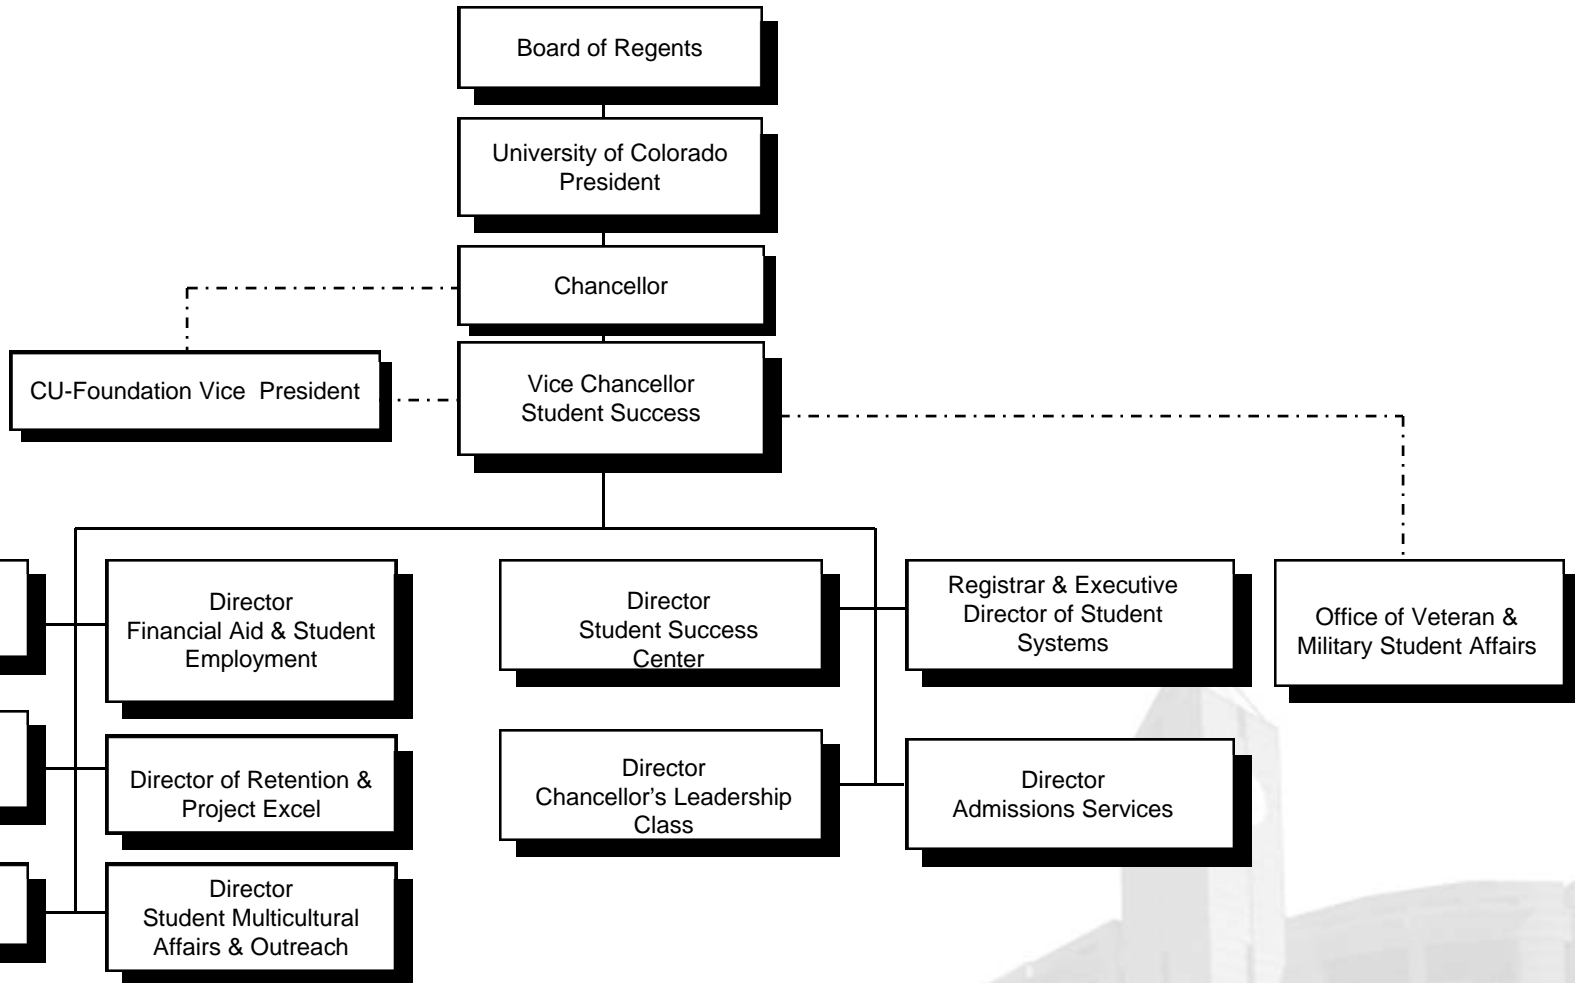 Board of Regents
University of Colorado
President
Chancellor
CU-Foundation Vice President
Vice Chancellor
Student Success
Director
Financial Aid & Student
Employment
Director
Student Success
Center
Registrar & Executive
Director of Student
Systems
Office of Veteran &
Military Student Affairs
Director of Retention &
Project Excel
Director
Chancellor's Leadership
Class
Director
Admissions Services
Director
Student Multicultural
Affairs & Outreach